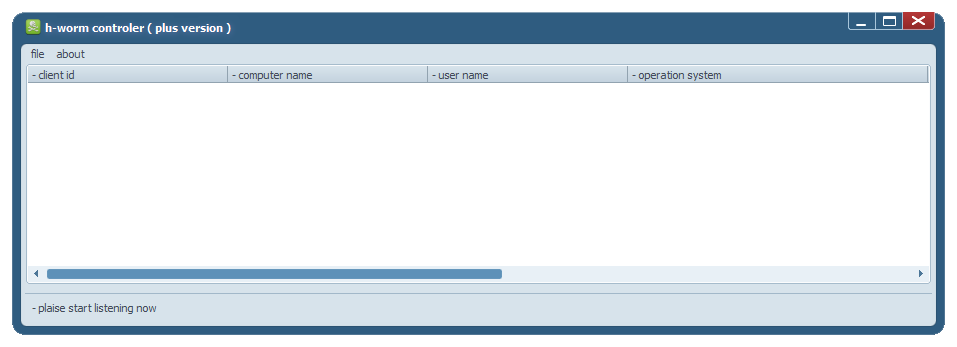 h-worm controler ( plus version )
file about
- client id - computer name - user name - operation system
- plaise start listening now